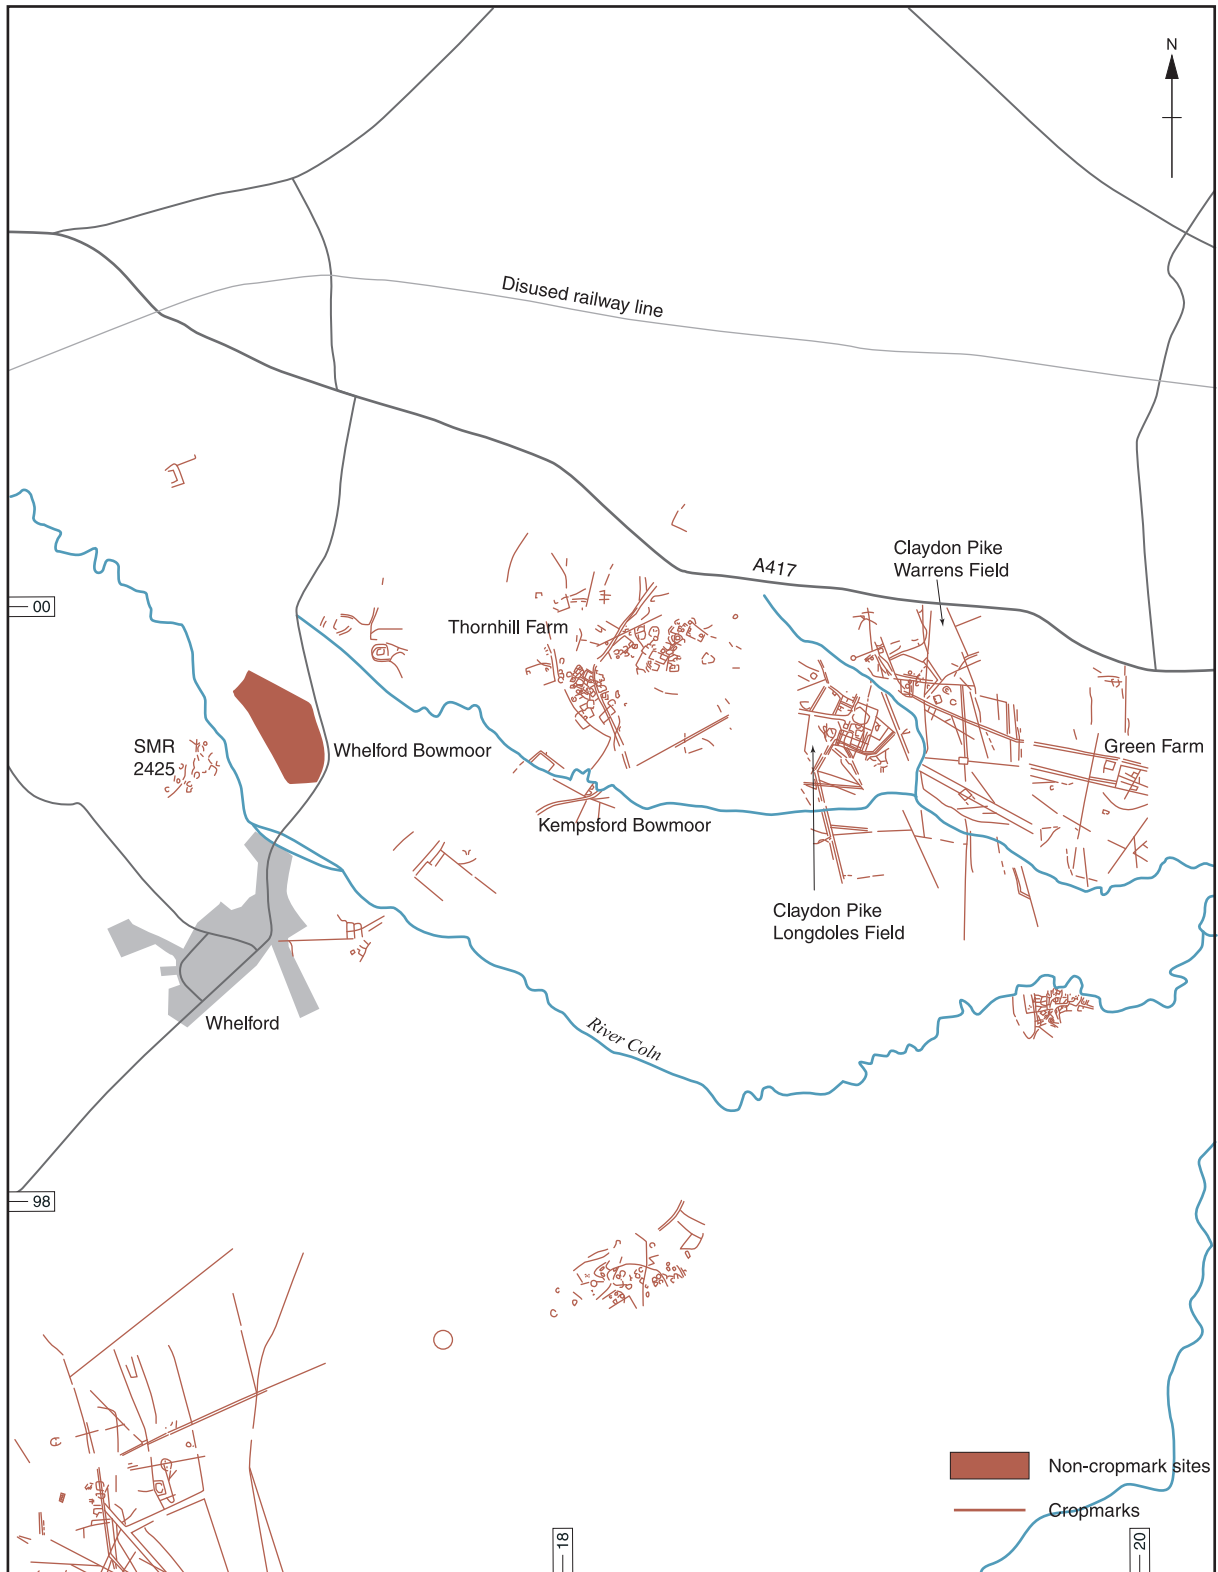 N
Disused railway line
Claydon Pike
Warrens Field
A417
00
Thornhill Farm
SMR
2425
Whelford Bowmoor
Green Farm
Kempsford Bowmoor
Claydon Pike
Longdoles Field
Whelford
River Coln
98
Non-cropmark sites
Cropmarks
18
20